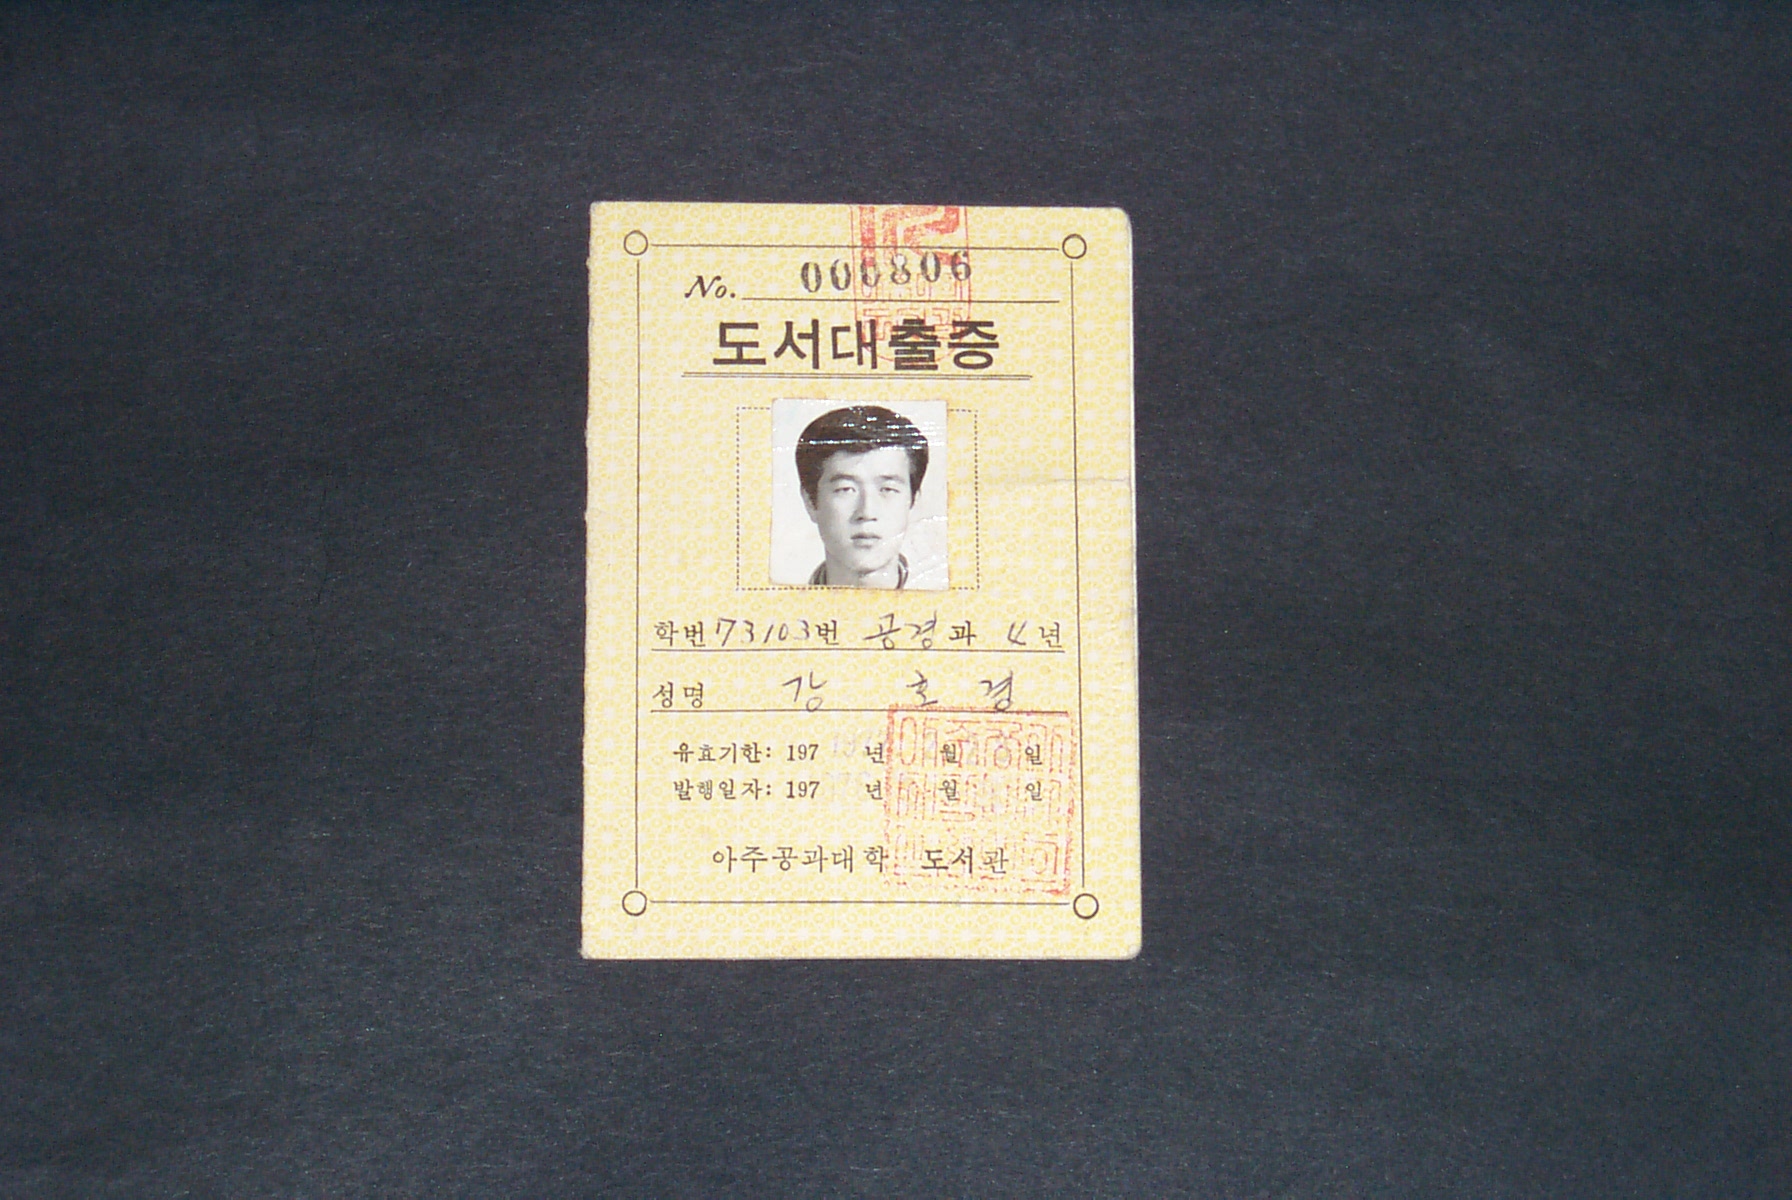 No. 000806
도서대출증
학번 73103번 공경과 4년
성명 강호경
유효기한: 197 년 월 일
발행일자: 197 년 월 일
아주공과대학 도서관